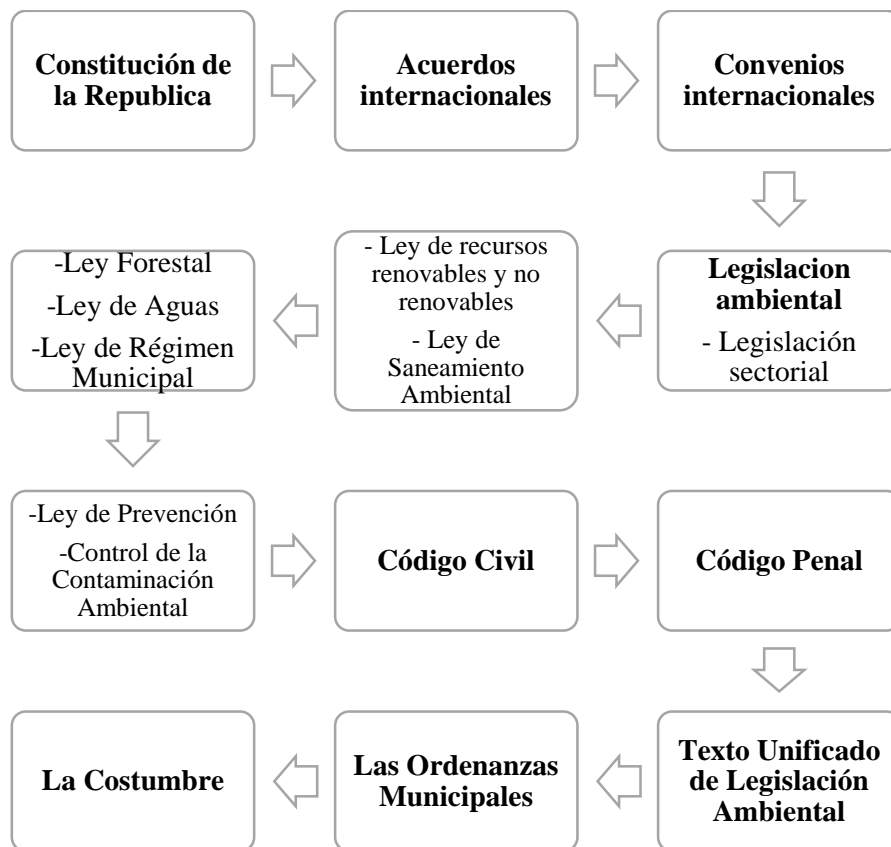 Constitución de
la Republica
Acuerdos
internacionales
Convenios
internacionales
Legislacion
ambiental
- Legislación
sectorial
- Ley de recursos
renovables y no
renovables
- Ley de
Saneamiento
Ambiental
-Ley Forestal
-Ley de Aguas
-Ley de Régimen
Municipal
-Ley de Prevención
-Control de la
Contaminación
Ambiental
Código Civil
Código Penal
Texto Unificado
de Legislación
Ambiental
Las Ordenanzas
Municipales
La Costumbre